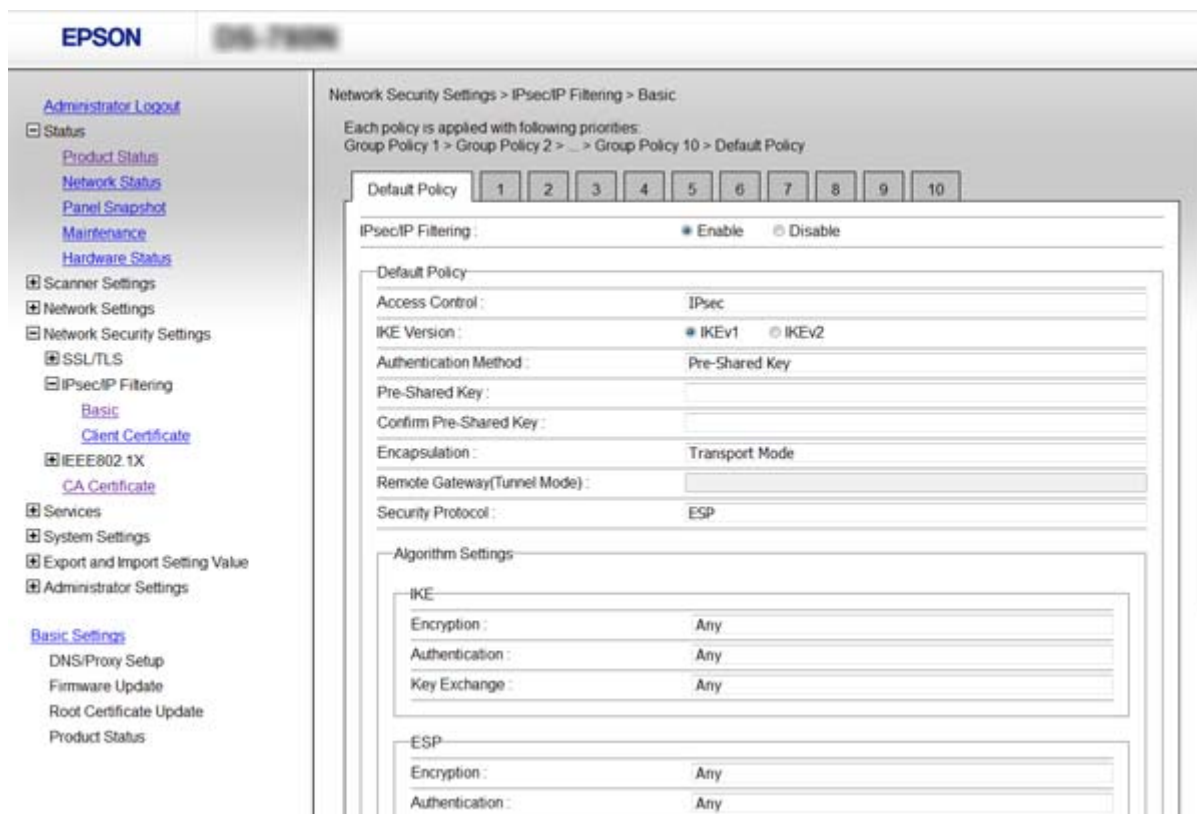 EPSON
Administrator Logout
Status
Product Status
Network Status
Panel Snapshot
Maintenance
Hardware Status
Scanner Settings
Network Settings
Network Security Settings
SSL/TLS
IPsec/IP Filtering
Basic
Client Certificate
IEEE802.1X
CA Certificate
Services
System Settings
Export and Import Setting Value
Administrator Settings
Basic Settings
DNS/Proxy Setup
Firmware Update
Root Certificate Update
Product Status
Network Security Settings > IPsec/IP Filtering > Basic
Each policy is applied with following priorities:
Group Policy 1 > Group Policy 2 > ... > Group Policy 10 > Default Policy
Default Policy 1 2 3 4 5 6 7 8 9 10
IPsec/IP Filtering : Enable Disable
Default Policy
Access Control : IPsec
IKE Version : IKEv1 IKEv2
Authentication Method : Pre-Shared Key
Pre-Shared Key :
Confirm Pre-Shared Key :
Encapsulation : Transport Mode
Remote Gateway(Tunnel Mode) :
Security Protocol : ESP
Algorithm Settings
IKE
Encryption : Any
Authentication : Any
Key Exchange : Any
ESP
Encryption : Any
Authentication : Any